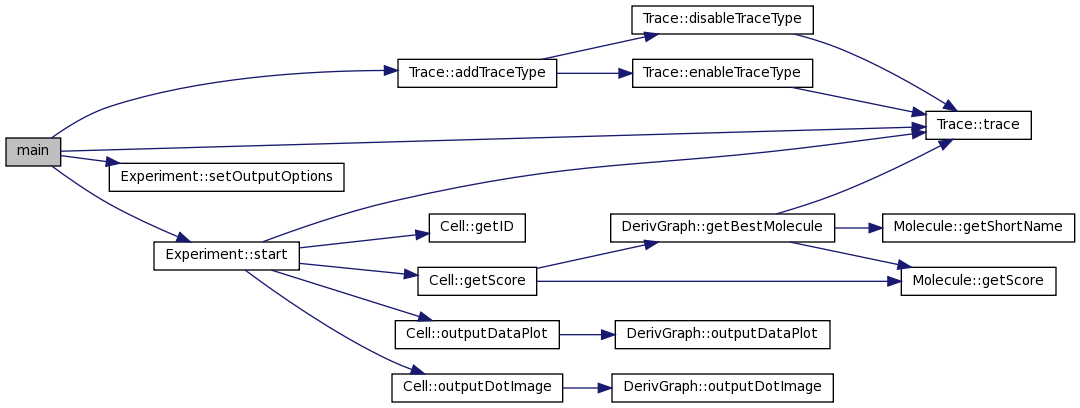 Trace::disableTraceType
Trace::addTraceType
Trace::enableTraceType
Trace::trace
main
Experiment::setOutputOptions
Cell::getID
DerivGraph::getBestMolecule
Molecule::getShortName
Experiment::start
Cell::getScore
Molecule::getScore
Cell::outputDataPlot
DerivGraph::outputDataPlot
Cell::outputDotImage
DerivGraph::outputDotImage